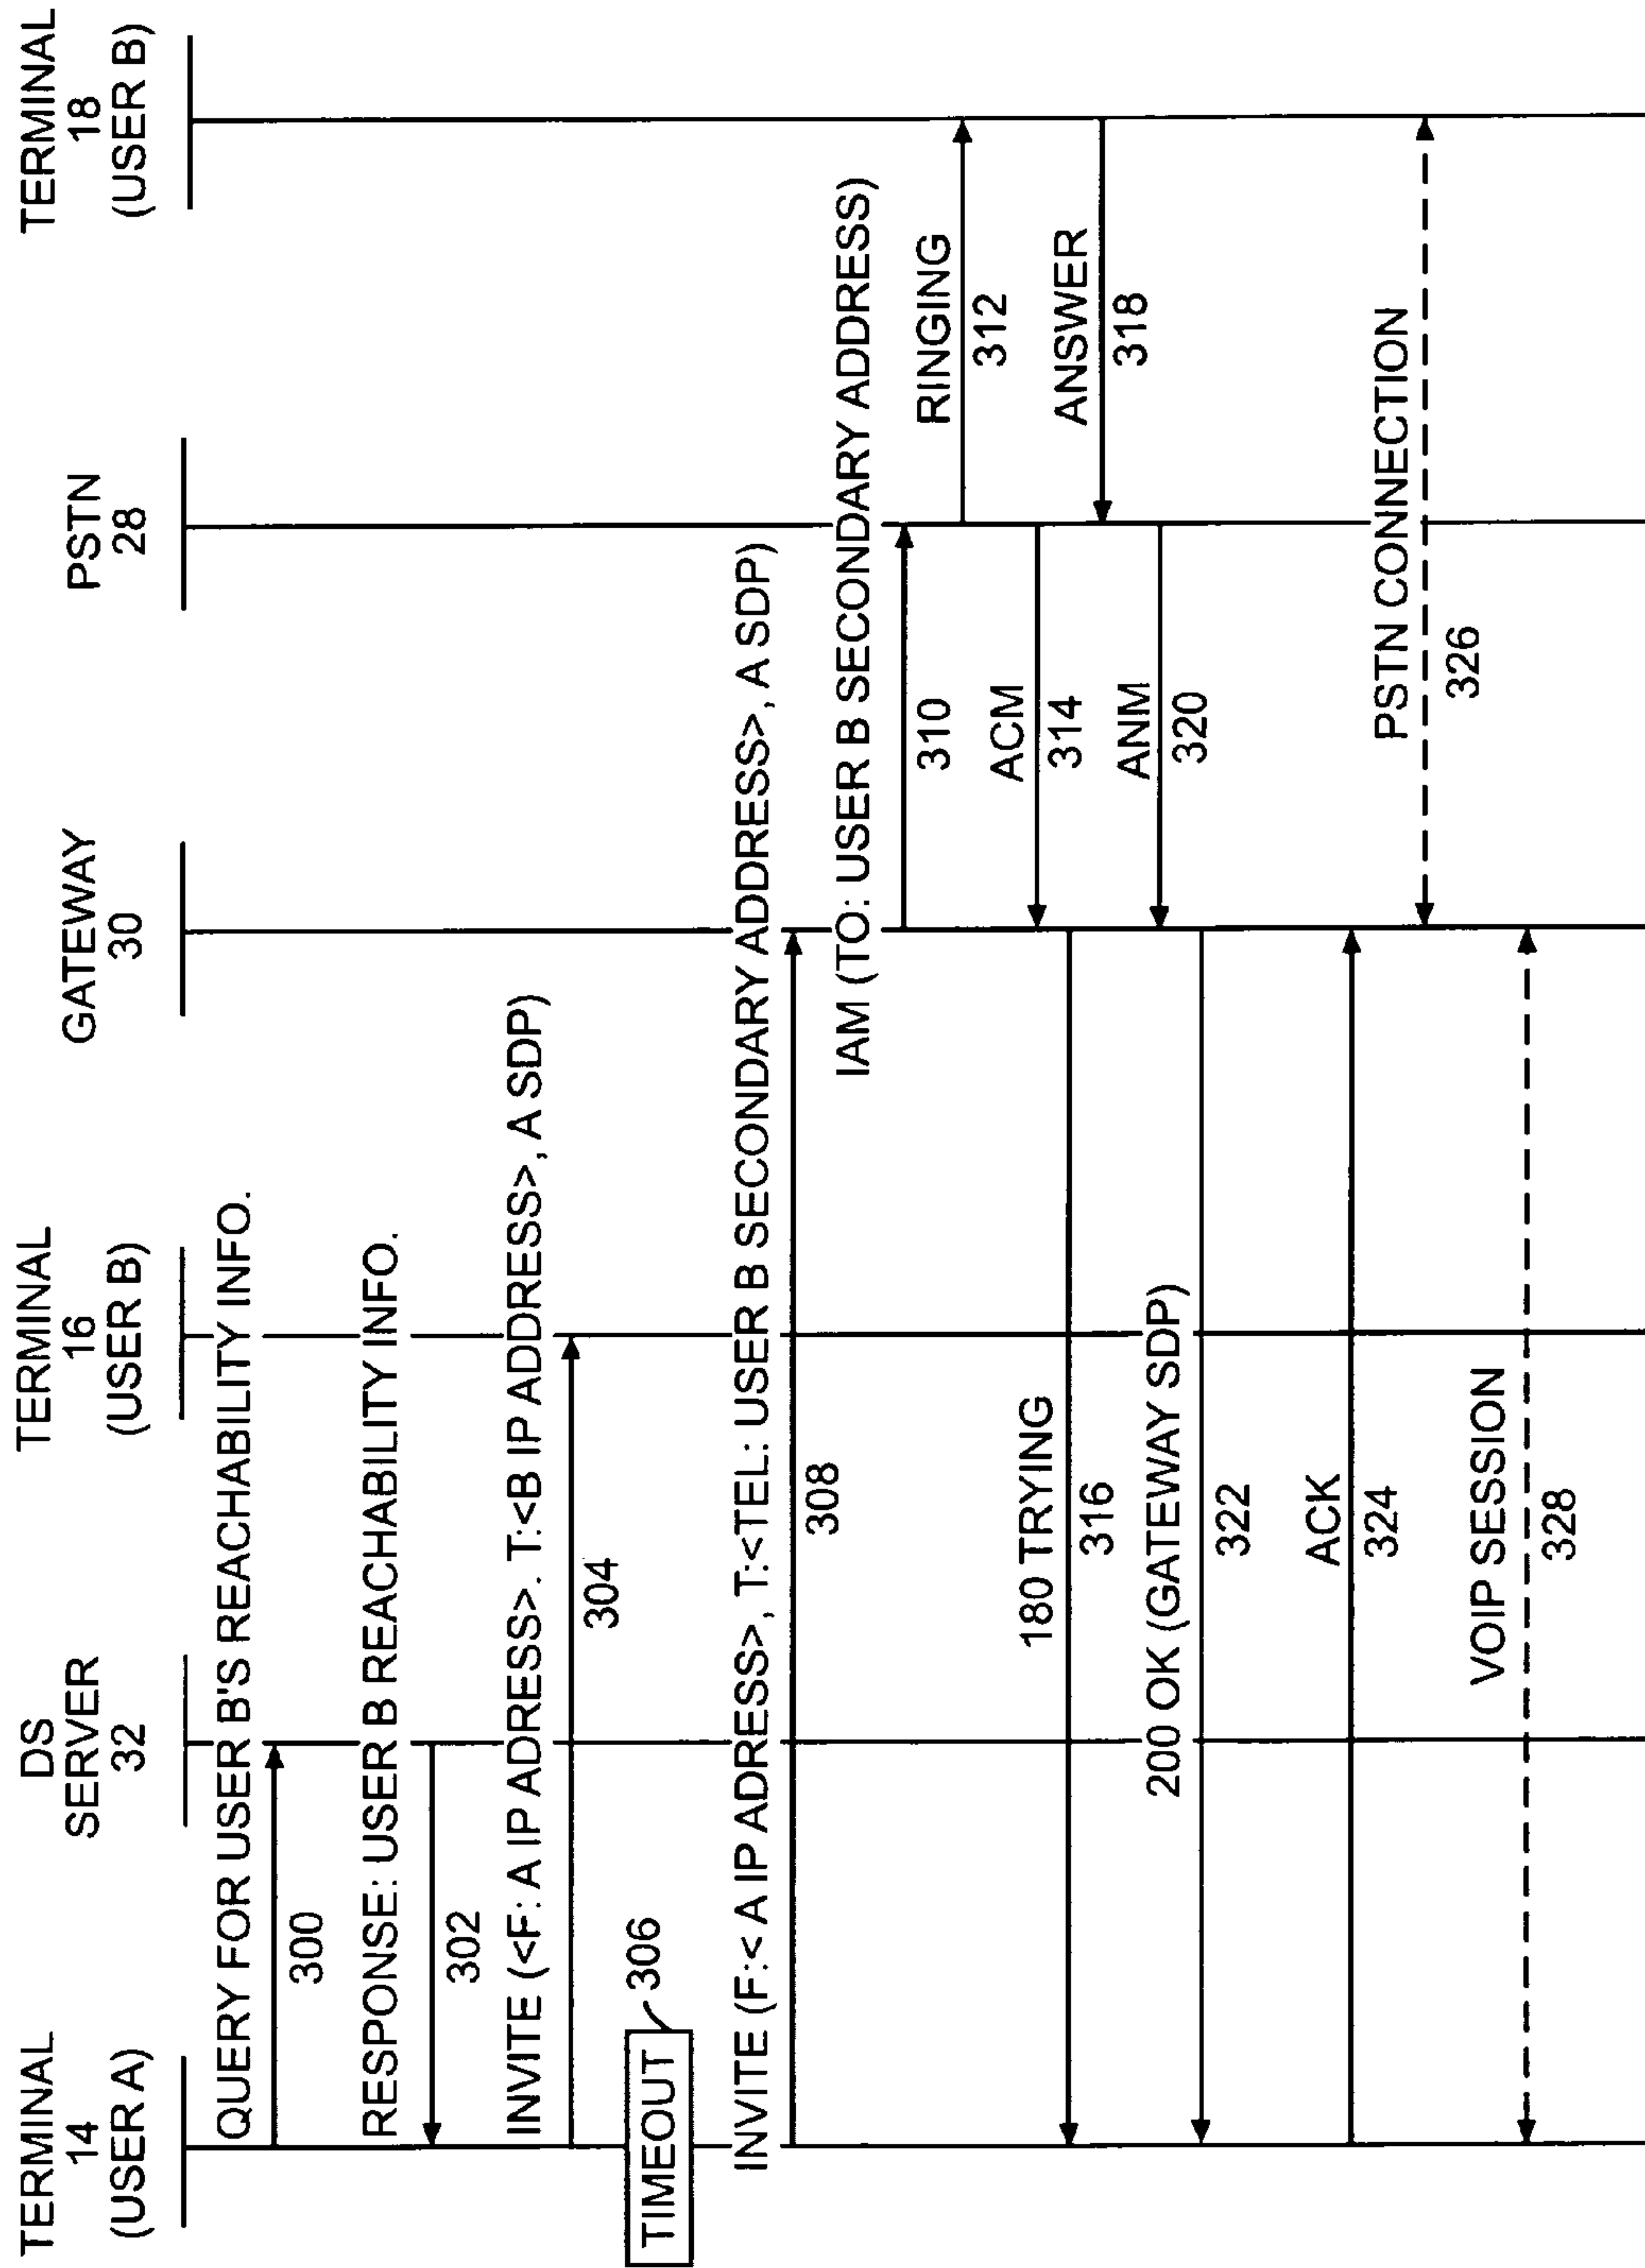 TERMINAL
14
(USER A)
DS
SERVER
32
TERMINAL
16
(USER B)
GATEWAY
30
PSTN
28
TERMINAL
18
(USER B)
QUERY FOR USER B'S REACHABILITY INFO.
300
RESPONSE: USER B REACHABILITY INFO.
302
INVITE (<F: A IP ADDRESS>. T:<B IP ADDRESS>, A SDP)
304
TIMEOUT
306
INVITE (F:< A IP ADRESS>, T:<TEL: USER B SECONDARY ADDRESS>, A SDP)
308
IAM (TO: USER B SECONDARY ADDRESS)
310
RINGING
312
ACM
314
180 TRYING
316
ANSWER
318
ANM
320
200 OK (GATEWAY SDP)
322
ACK
324
PSTN CONNECTION
326
VOIP SESSION
328